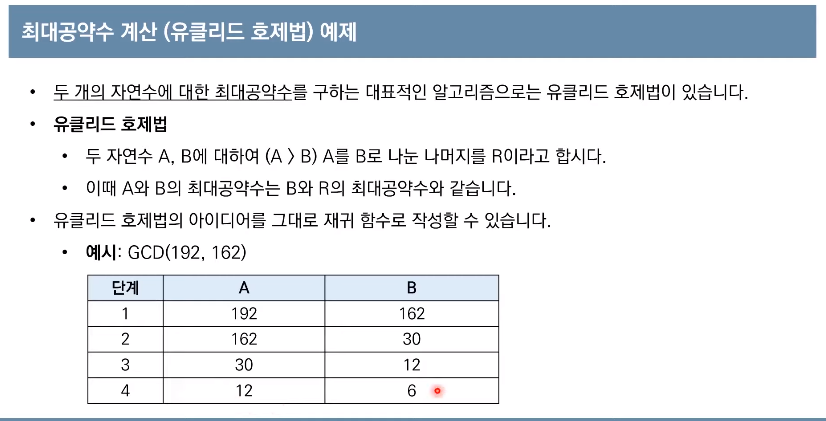 최대공약수 계산 (유클리드 호제법) 예제
• 두 개의 자연수에 대한 최대공약수를 구하는 대표적인 알고리즘으로는 유클리드 호제법이 있습니다.
• 유클리드 호제법
• 두 자연수 A, B에 대하여 (A > B) A를 B로 나눈 나머지를 R이라고 합시다.
• 이때 A와 B의 최대공약수는 B와 R의 최대공약수와 같습니다.
• 유클리드 호제법의 아이디어를 그대로 재귀 함수로 작성할 수 있습니다.
• 예시: GCD(192, 162)
단계 A B
1 192 162
2 162 30
3 30 12
4 12 6